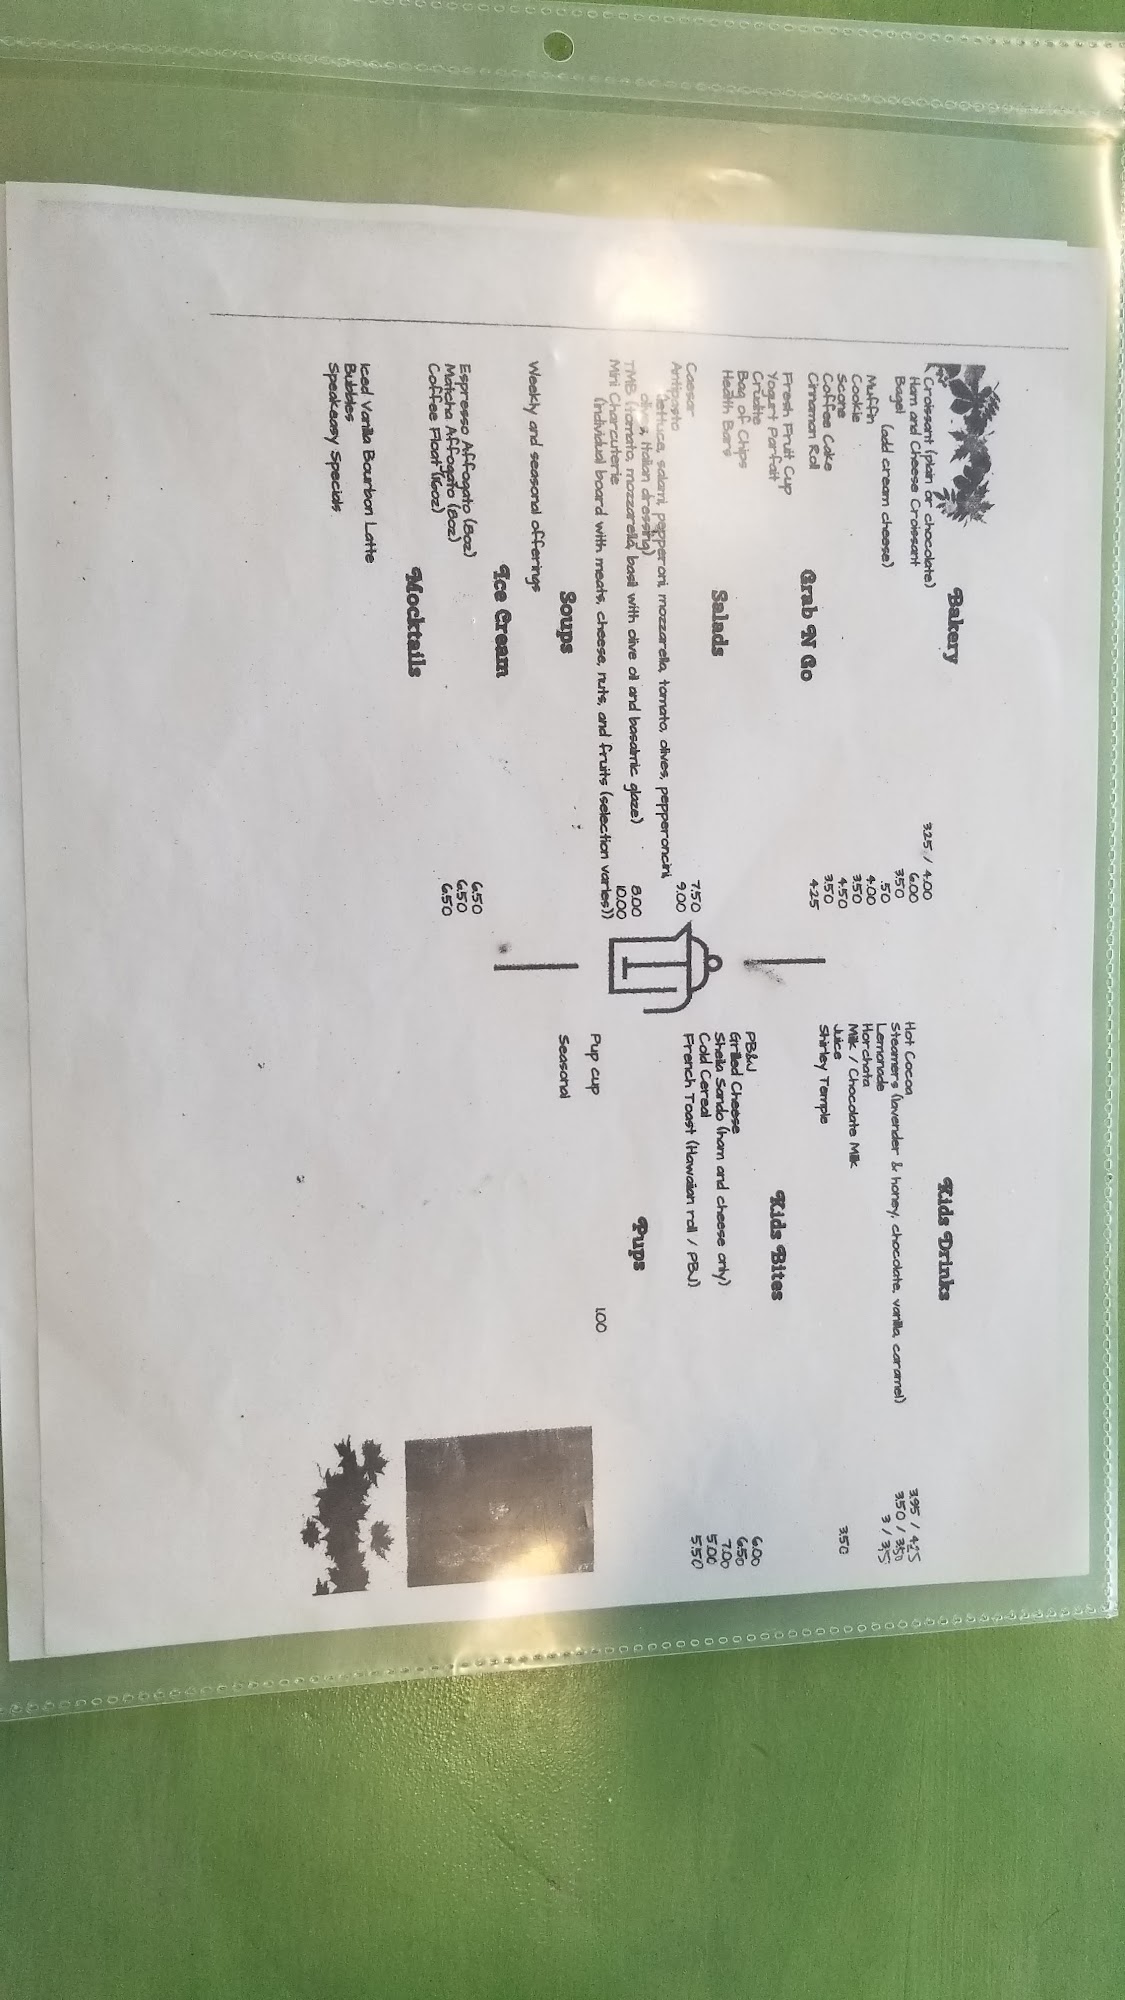 Bakery
Croissant (plain or chocolate) 3.25 / 4.00
Ham and Cheese Croissant 6.00
Bagel 3.50
(add cream cheese) .50
Muffin 4.00
Cookie 3.50
Scone 4.50
Coffee Cake 3.50
Cinnamon Roll 4.25
Grab N Go
Fresh Fruit Cup
Yogurt Parfait
Crudite
Bag of Chips
Health Bars
Salads
Caesar 7.50
Antipasto 9.00
(lettuce, salami, pepperoni, mozzarella, tomato, olives, pepperoncini,
olives, Italian dressing)
TMB (tomato, mozzarella, basil with olive oil and basalmic glaze) 8.00
Mini Charcuterie 10.00
(individual board with meats, cheese, nuts, and fruits (selection varies))
Soups
Weekly and seasonal offerings
Ice Cream
Espresso Affogato (8oz) 6.50
Matcha Affogato (8oz) 6.50
Coffee Float (16oz) 6.50
Mocktails
Iced Vanilla Bourbon Latte
Bubbles
Speakeasy Specials
Kids Drinks
Hot Cocoa 3.95 / 4.25
Steamers (lavender & honey, chocolate, vanilla, caramel) 3.50 / 3.50
Lemonade 3 / 3.5
Horchata
Milk / Chocolate Milk
Juice 3.50
Shirley Temple
Kids Bites
PB&J 6.00
Grilled Cheese 6.50
Sheila Sando (ham and cheese only) 7.00
Cold Cereal 5.00
French Toast (Hawaiian roll / PBJ) 5.50
Pups
Pup cup 1.00
Seasonal